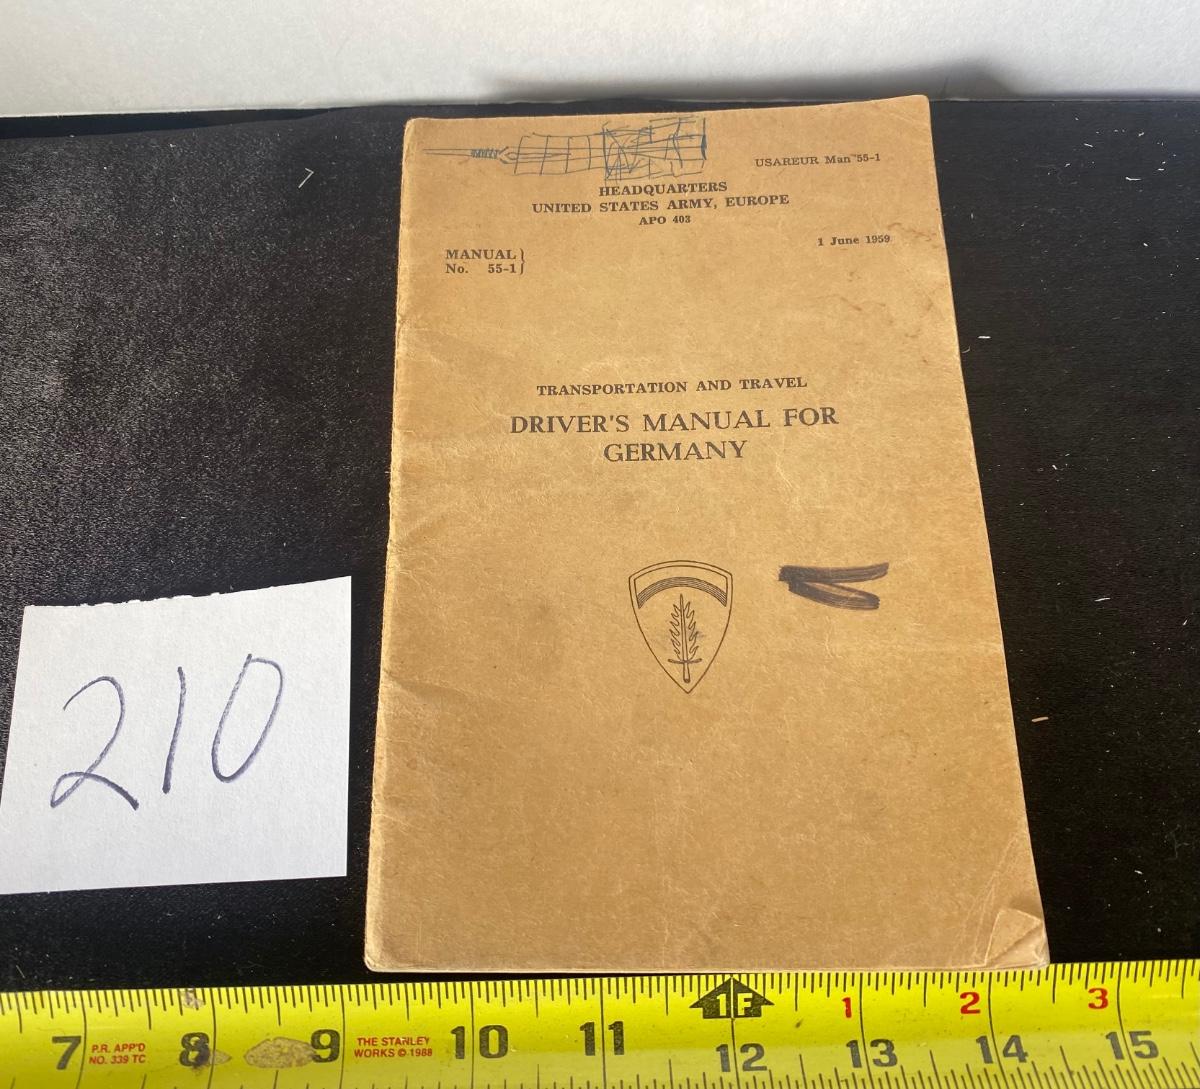 USAREUR Man 55-1
HEADQUARTERS
UNITED STATES ARMY, EUROPE
APO 403
1 June 1959
MANUAL
No. 55-1
TRANSPORTATION AND TRAVEL
DRIVER'S MANUAL FOR
GERMANY
210
1F 1 2 3
7 P.R. APP'D 8 9 THE STANLEY 10 11 12 13 14 15
NO. 339 TC WORKS © 1988